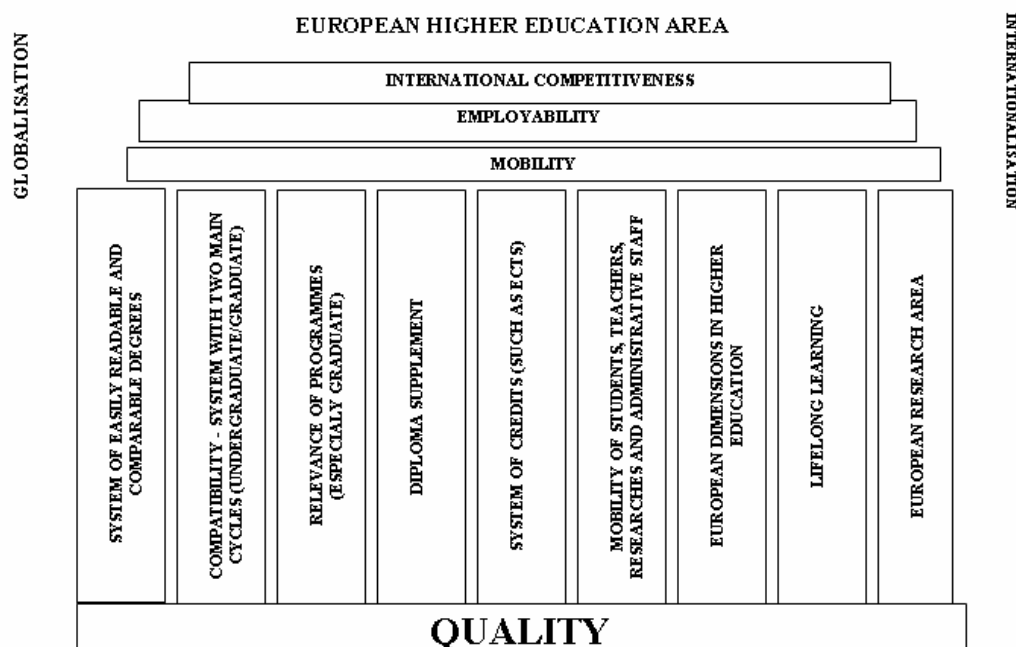 EUROPEAN HIGHER EDUCATION AREA
GLOBALISATION
INTERNATIONALISATION
INTERNATIONAL COMPETITIVENESS
EMPLOYABILITY
MOBILITY
SYSTEM OF EASILY READABLE AND
COMPARABLE DEGREES
COMPATIBILITY - SYSTEM WITH TWO MAIN
CYCLES (UNDERGRADUATE/GRADUATE)
RELEVANCE OF PROGRAMMES
(ESPECIALY GRADUATE)
DIPLOMA SUPPLEMENT
SYSTEM OF CREDITS (SUCH AS ECTS)
MOBILITY OF STUDENTS, TEACHERS,
RESEARCHES AND ADMINISTRATIVE STAFF
EUROPEAN DIMENSIONS IN HIGHER
EDUCATION
LIFELONG LEARNING
EUROPEAN RESEARCH AREA
QUALITY